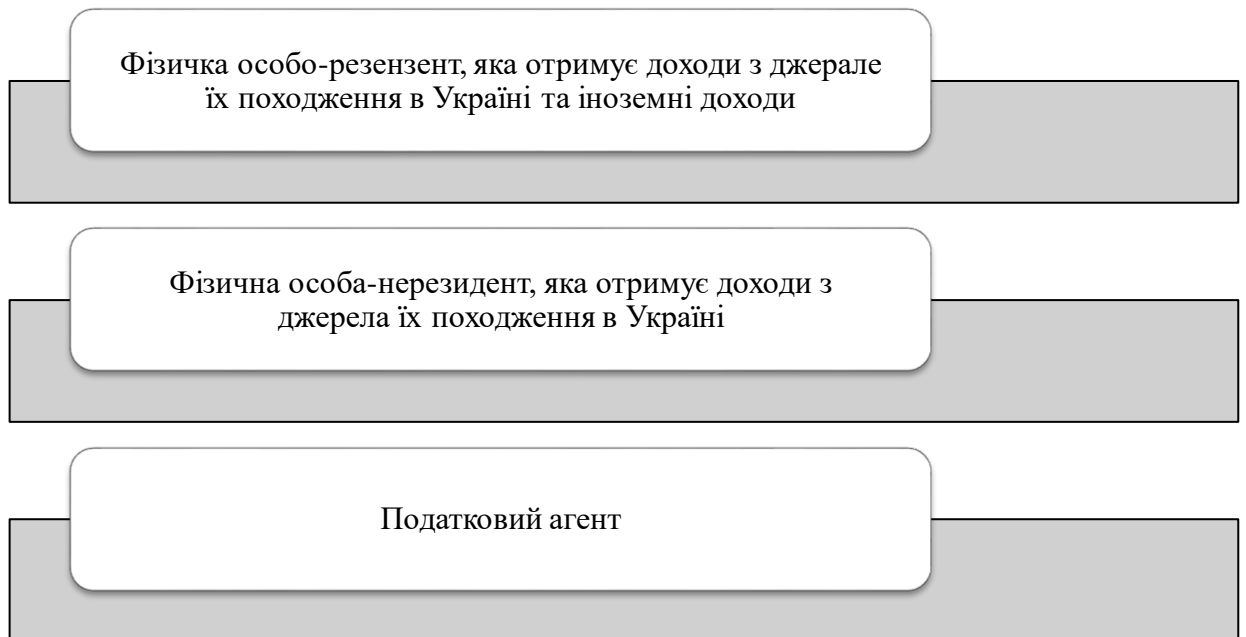 Фізичка особо-резензент, яка отримує доходи з джерале
їх походження в Україні та іноземні доходи
Фізична особа-нерезидент, яка отримує доходи з
джерела їх походження в Україні
Податковий агент